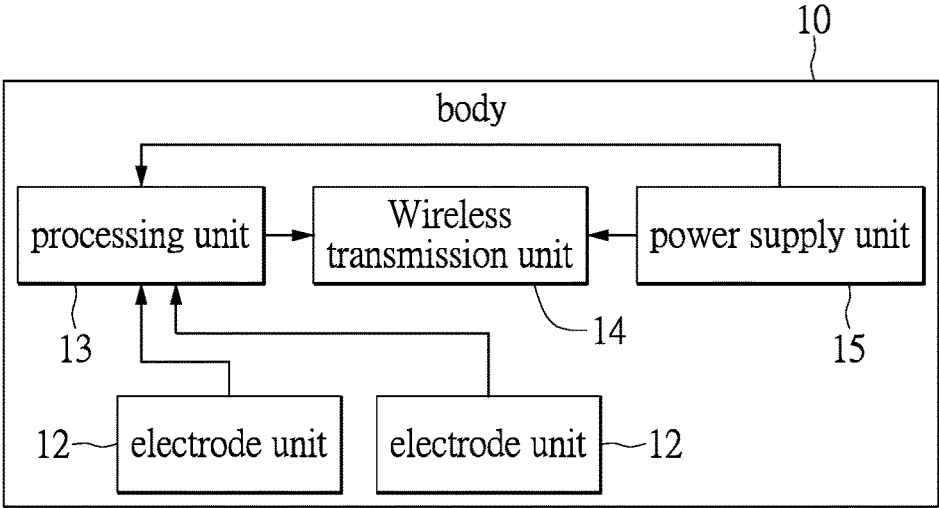 10
body
processing unit
Wireless
transmission unit
power supply unit
13
14
15
12
electrode unit
electrode unit
12